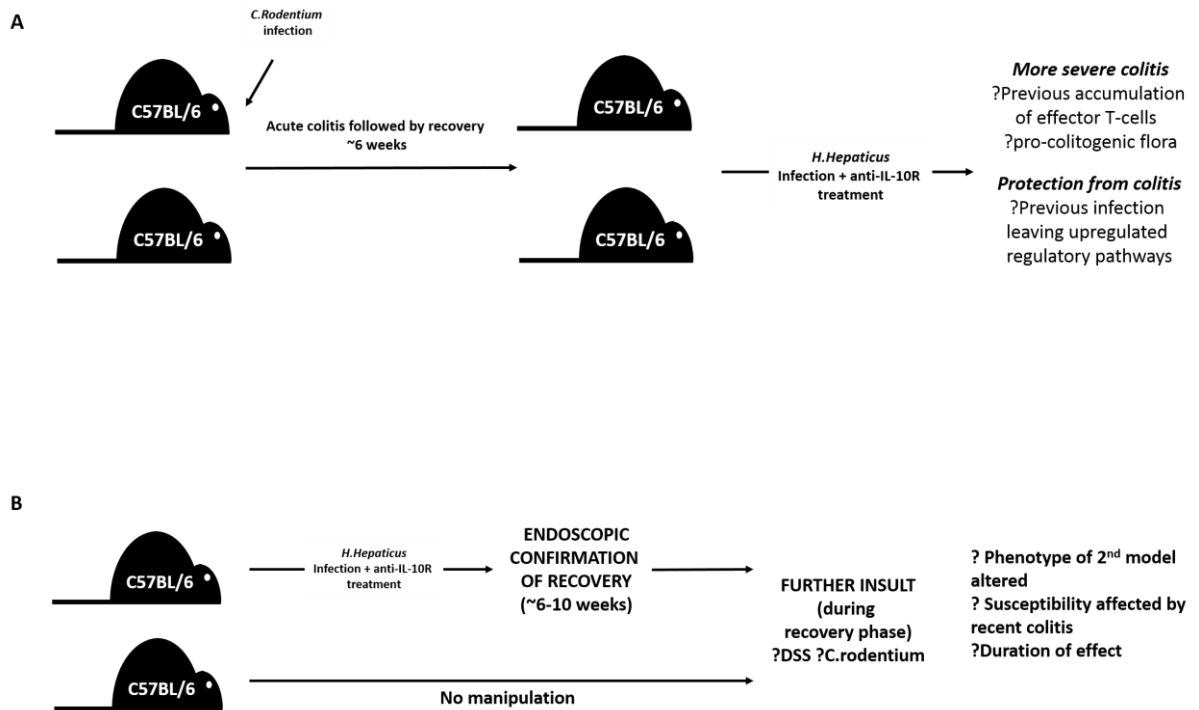 A
C.Rodentium
infection
C57BL/6
C57BL/6
Acute colitis followed by recovery
~6 weeks
C57BL/6
C57BL/6
H.Hepaticus
Infection + anti-IL-10R
treatment
More severe colitis
?Previous accumulation
of effector T-cells
?pro-colitogenic flora
Protection from colitis
?Previous infection
leaving upregulated
regulatory pathways
B
C57BL/6
H.Hepaticus
Infection + anti-IL-10R
treatment
ENDOSCOPIC
CONFIRMATION
OF RECOVERY
(~6-10 weeks)
C57BL/6
No manipulation
FURTHER INSULT
(during
recovery phase)
?DSS ?C.rodentium
? Phenotype of 2nd model
altered
? Susceptibility affected by
recent colitis
?Duration of effect